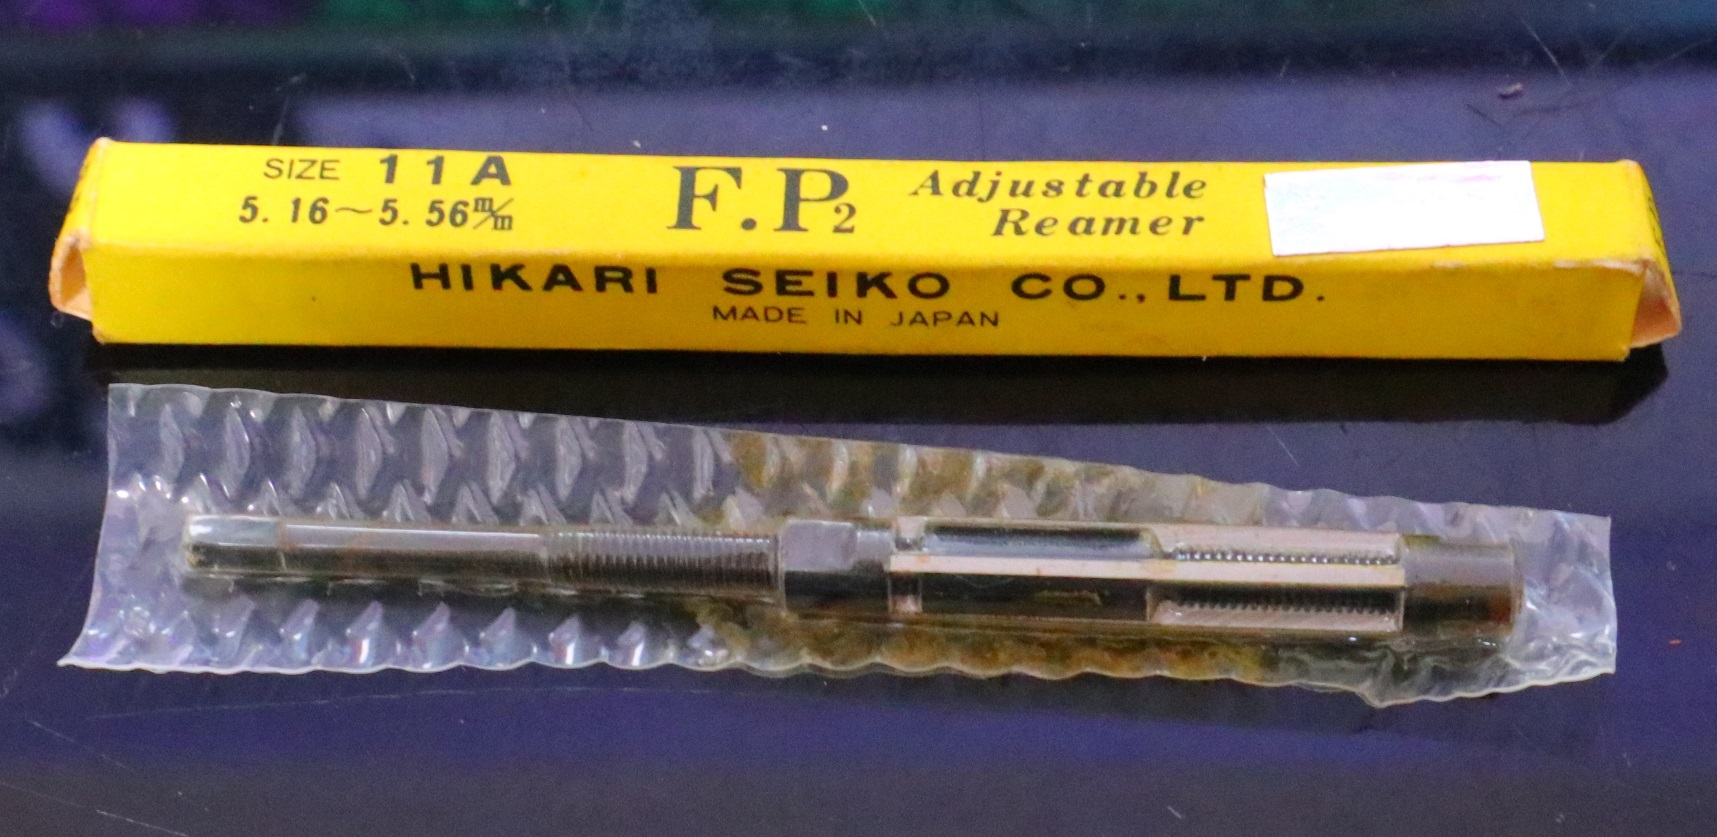 SIZE 11A
5.16~5.56m/m
F.P2
Adjustable
Reamer
HIKARI SEIKO CO.,LTD.
MADE IN JAPAN